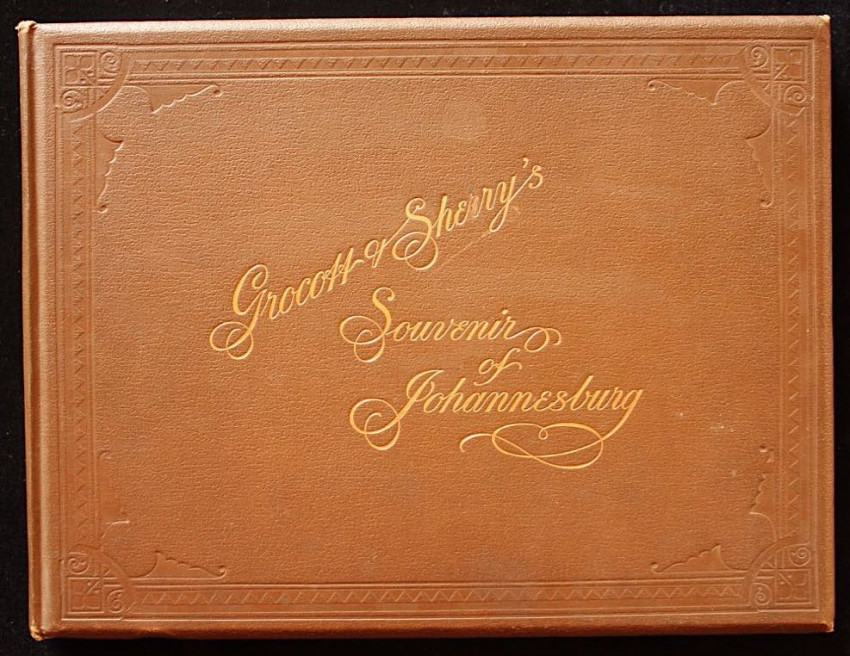 Grocott & Sherry's
Souvenir
of
Johannesburg